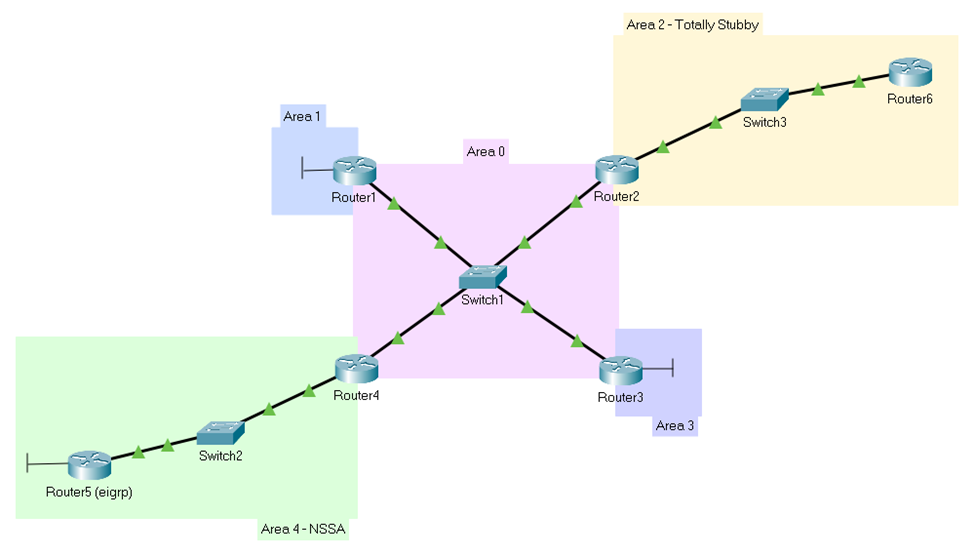 Area 2 - Totally Stubby
Router6
Switch3
Area 1
Area 0
Router1
Router2
Switch1
Router4
Router3
Area 3
Switch2
Router5 (eigrp)
Area 4 - NSSA